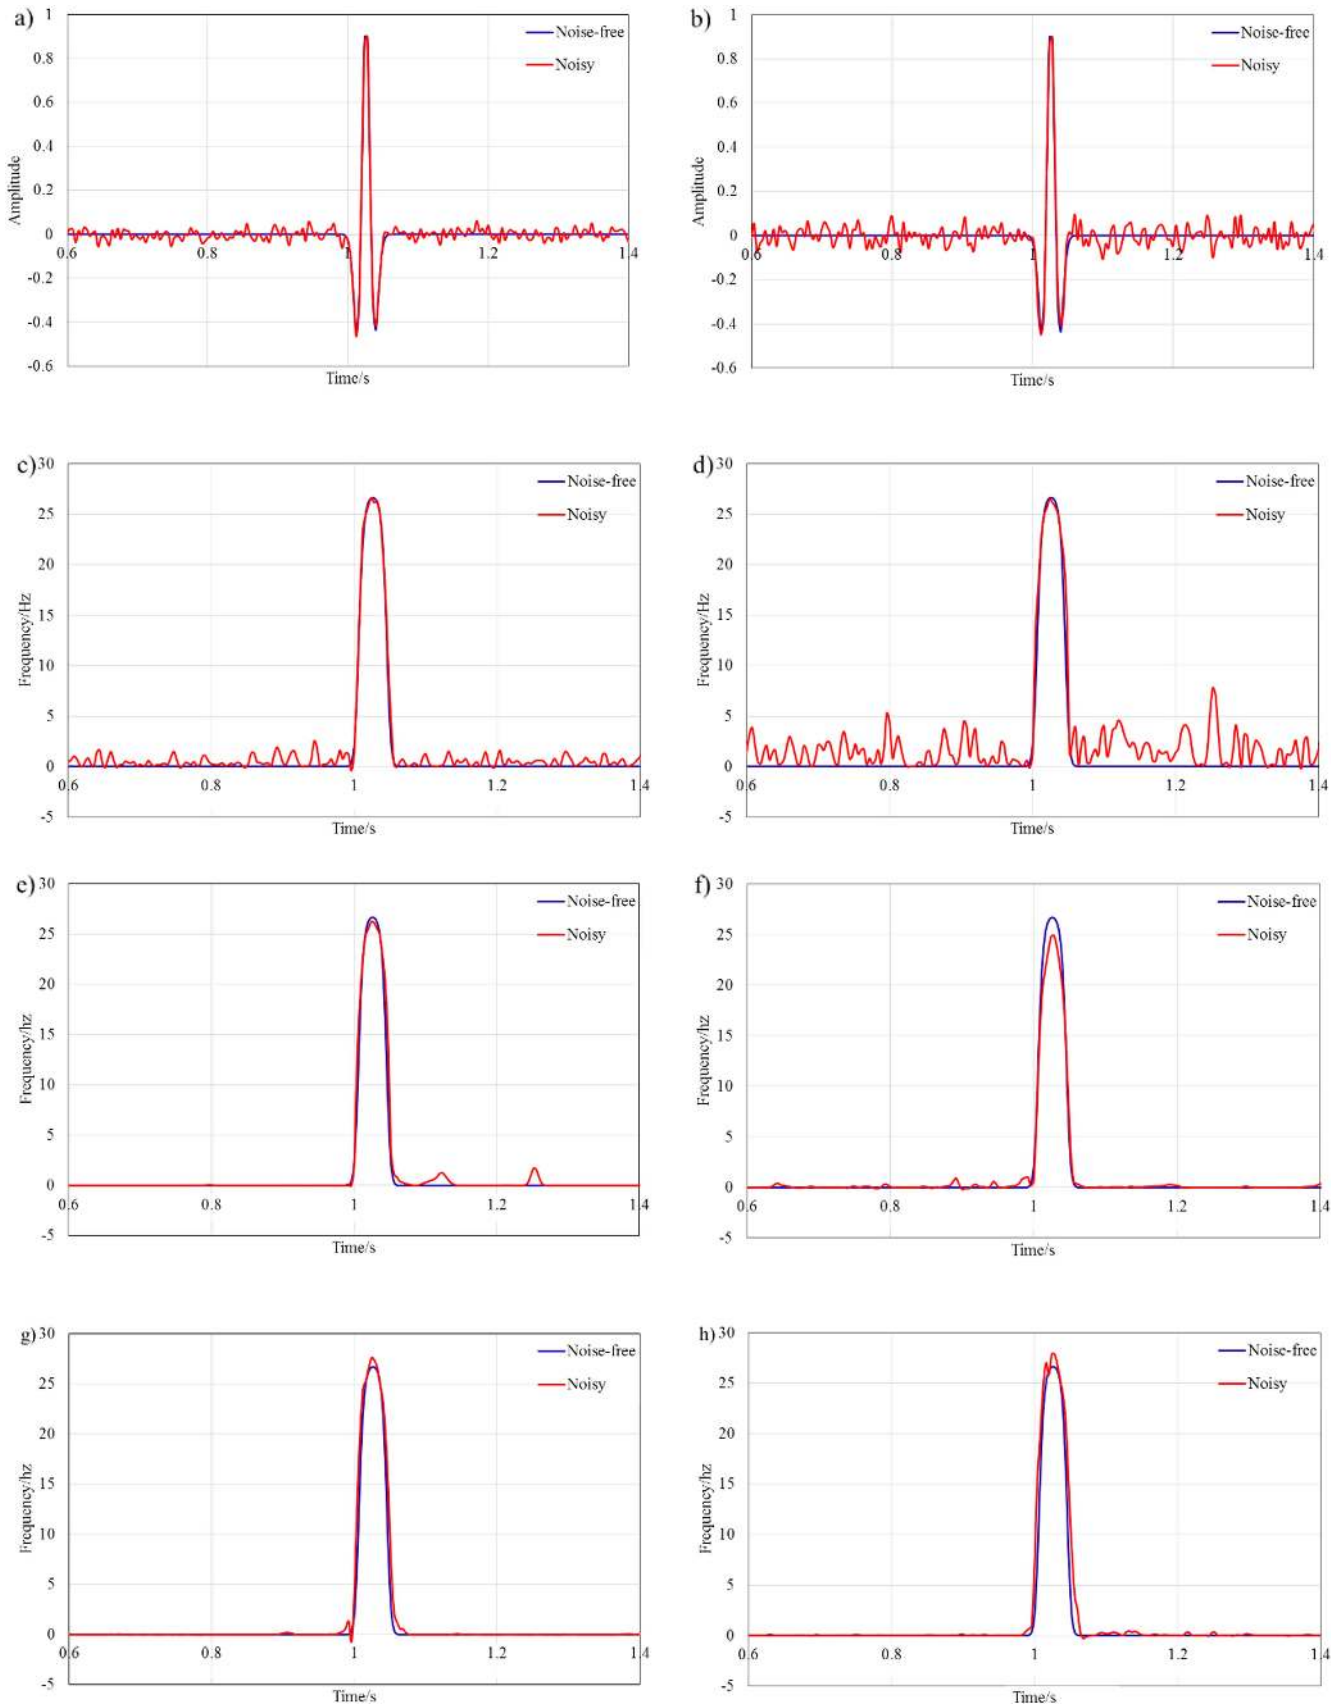 a) 1
0.8
0.6
0.4
0.2
0
-0.2
-0.4
-0.6
Amplitude
0.6 0.8 1 1.2 1.4
Time/s
Noise-free
Noisy
b) 1
0.8
0.6
0.4
0.2
0
-0.2
-0.4
-0.6
Amplitude
0.6 0.8 1 1.2 1.4
Time/s
Noise-free
Noisy
c) 30
25
20
15
10
5
0
-5
Frequency/Hz
0.6 0.8 1 1.2 1.4
Time/s
Noise-free
Noisy
d) 30
25
20
15
10
5
0
-5
Frequency/Hz
0.6 0.8 1 1.2 1.4
Time/s
Noise-free
Noisy
e) 30
25
20
15
10
5
0
-5
Frequency/hz
0.6 0.8 1 1.2 1.4
Time/s
Noise-free
Noisy
f) 30
25
20
15
10
5
0
-5
Frequency/hz
0.6 0.8 1 1.2 1.4
Time/s
Noise-free
Noisy
g) 30
25
20
15
10
5
0
-5
Frequency/hz
0.6 0.8 1 1.2 1.4
Time/s
Noise-free
Noisy
h) 30
25
20
15
10
5
0
-5
Frequency/hz
0.6 0.8 1 1.2 1.4
Time/s
Noise-free
Noisy